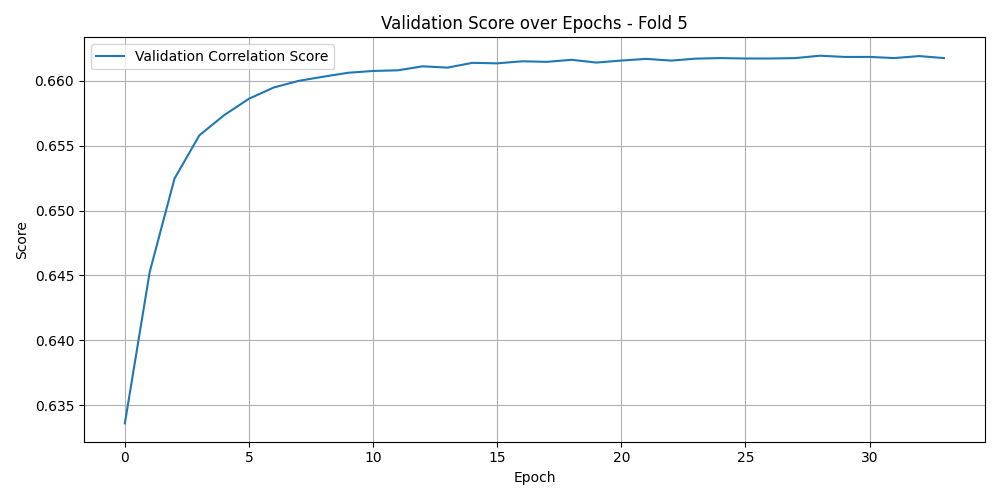 Validation Score over Epochs - Fold 5
Validation Correlation Score
0.660
0.655
0.650
0.645
0.640
0.635
Score
0 5 10 15 20 25 30
Epoch